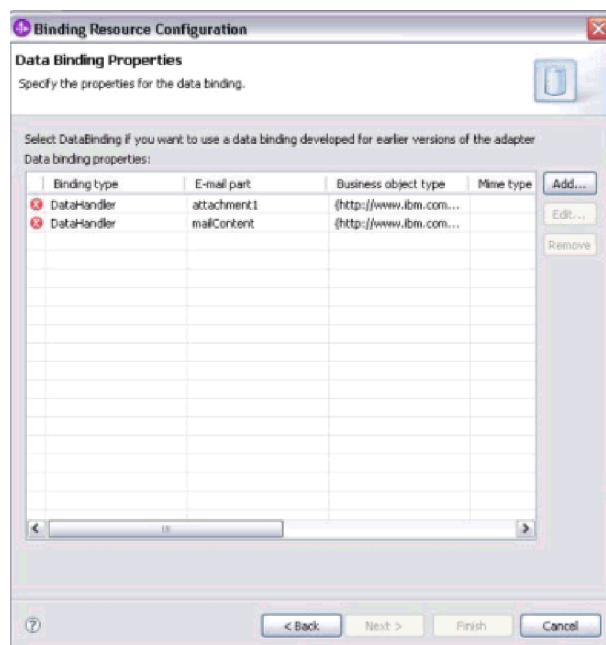 Binding Resource Configuration
Data Binding Properties
Specify the properties for the data binding.
Select DataBinding if you want to use a data binding developed for earlier versions of the adapter
Data binding properties:
Binding type E-mail part Business object type Mime type Add...
DataHandler attachment1 {http://www.ibm.com... Edit...
DataHandler mailContent {http://www.ibm.com... Remove
< Back Next > Finish Cancel